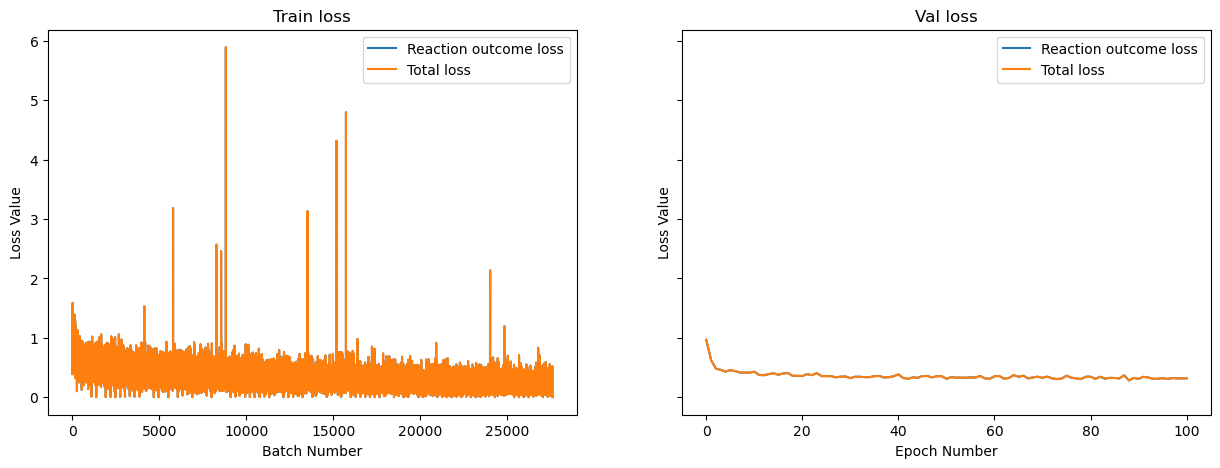 Train loss
Loss Value
6
5
4
3
2
1
0
Reaction outcome loss
Total loss
0 5000 10000 15000 20000 25000
Batch Number
Val loss
Loss Value
Reaction outcome loss
Total loss
0 20 40 60 80 100
Epoch Number